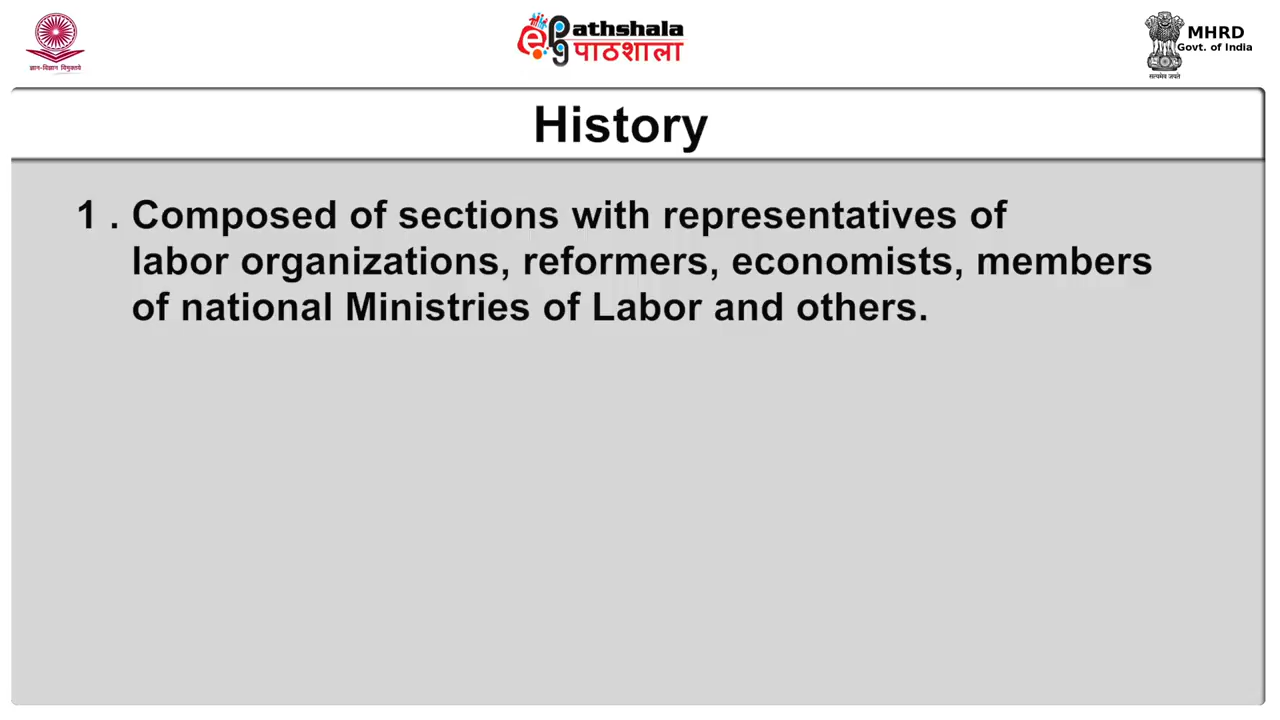 ज्ञान-विज्ञान विमुक्तये
ePG Pathshala
पाठशाला
सत्यमेव जयते
MHRD
Govt. of India
History
1 . Composed of sections with representatives of
labor organizations, reformers, economists, members
of national Ministries of Labor and others.